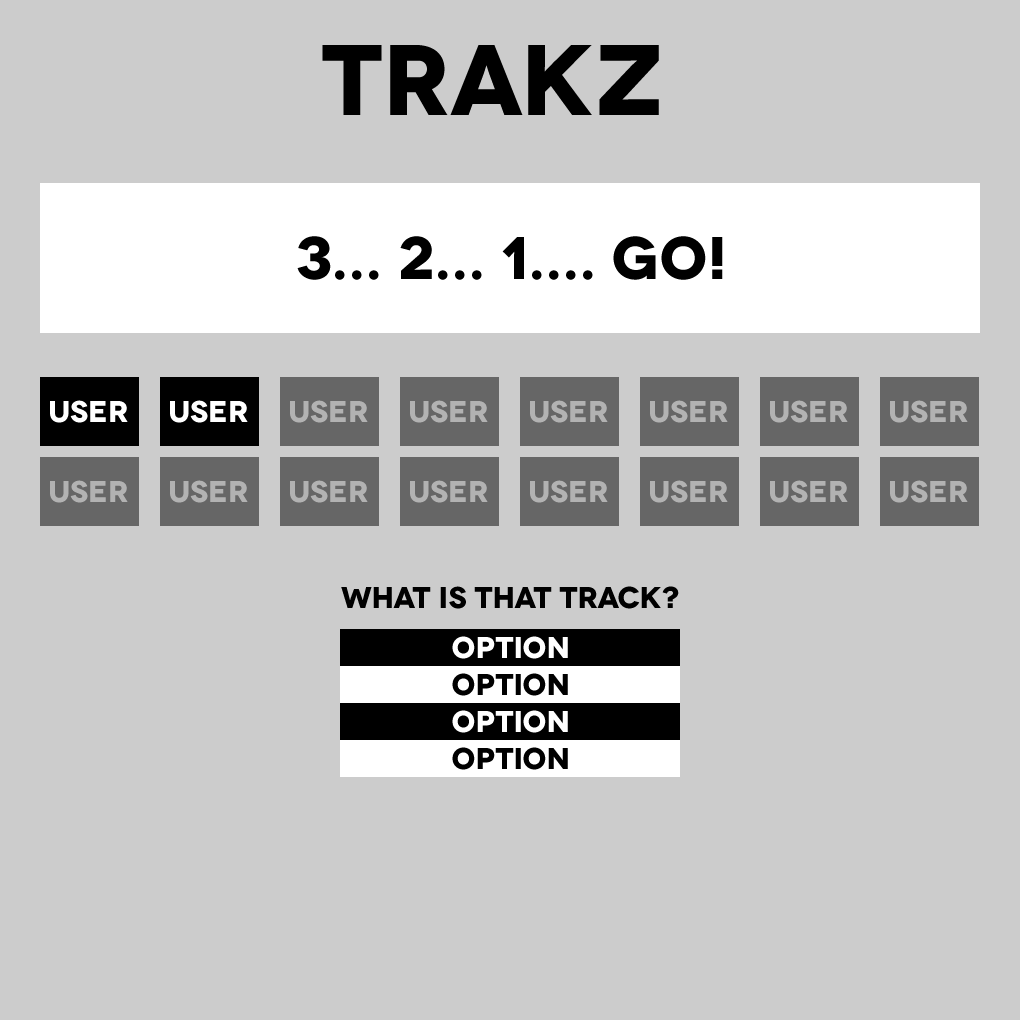 TRAKZ
3... 2... 1.... GO!
USER USER USER USER USER USER USER USER
USER USER USER USER USER USER USER USER
WHAT IS THAT TRACK?
OPTION
OPTION
OPTION
OPTION